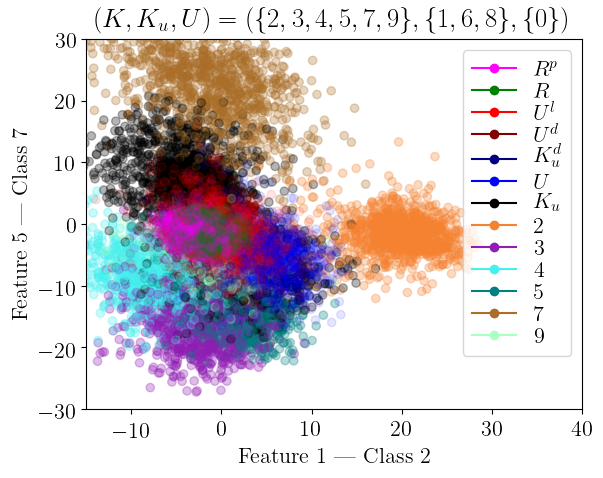 (K, K_u, U) = ({2, 3, 4, 5, 7, 9}, {1, 6, 8}, {0})
30
20
10
0
−10
−20
−30
Feature 5 — Class 7
−10
0
10
20
30
40
Feature 1 — Class 2
R^p
R
U^l
U^d
K_u^d
U
K_u
2
3
4
5
7
9